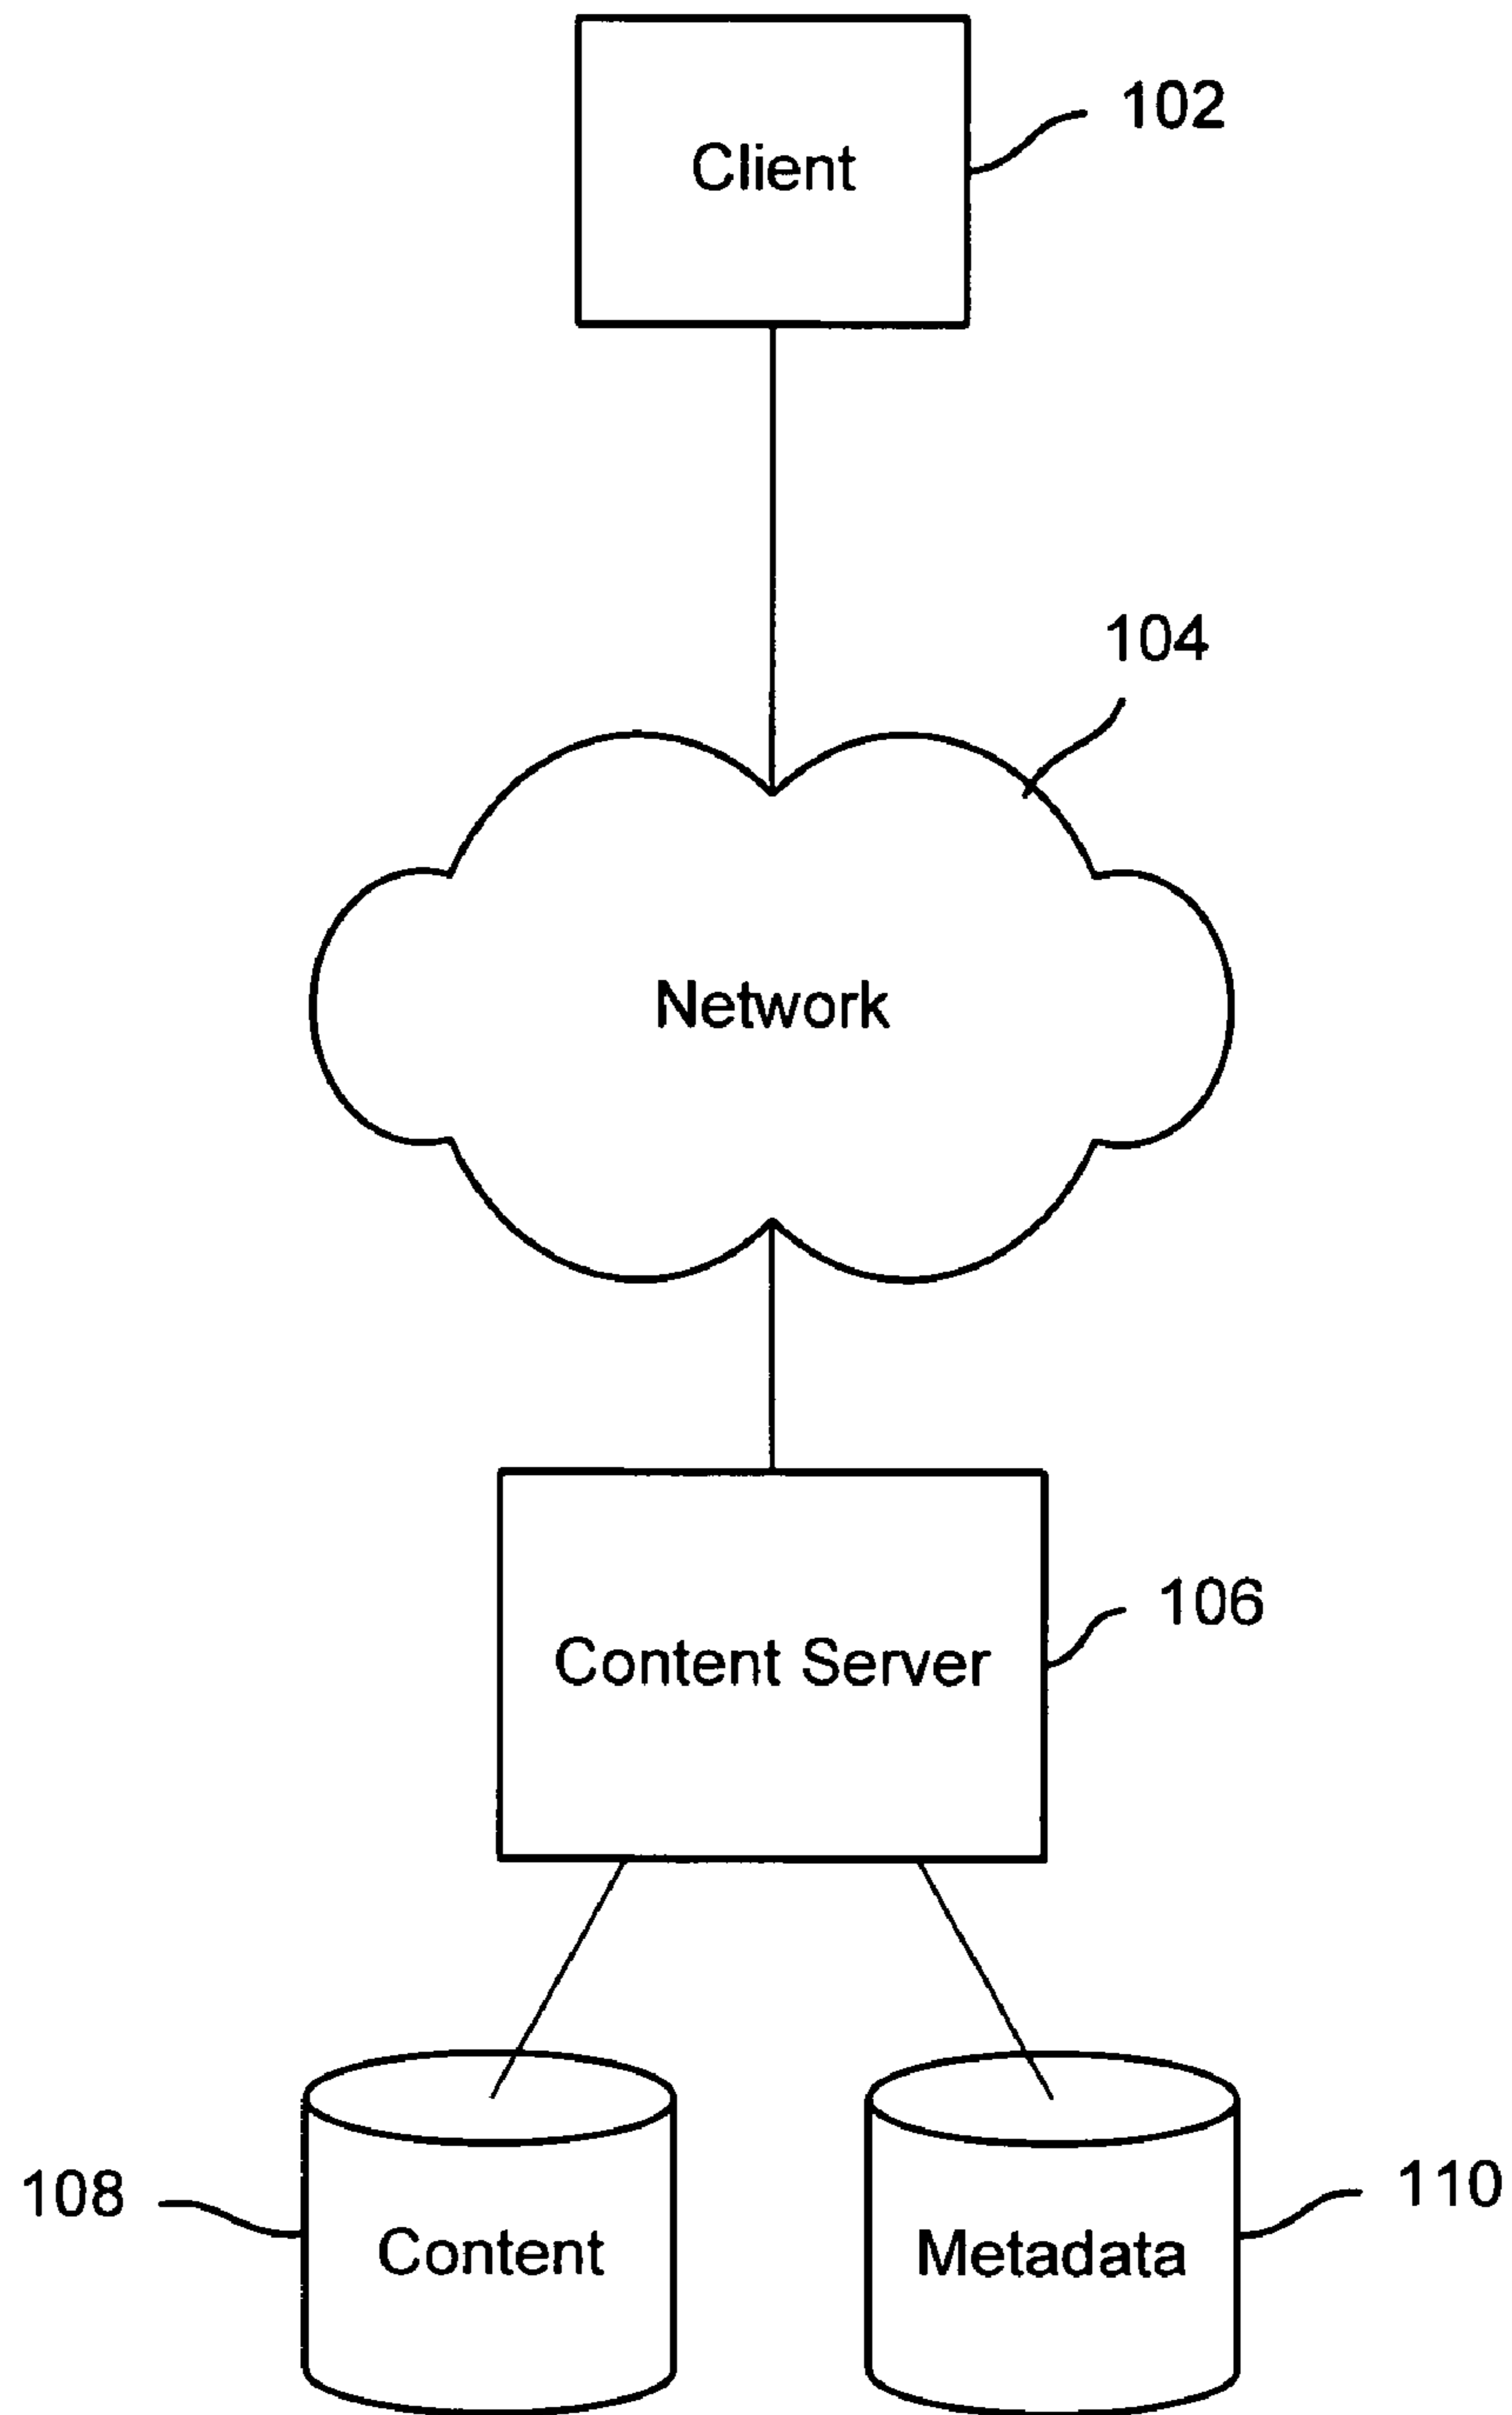 102
Client
104
Network
106
Content Server
108
110
Content
Metadata